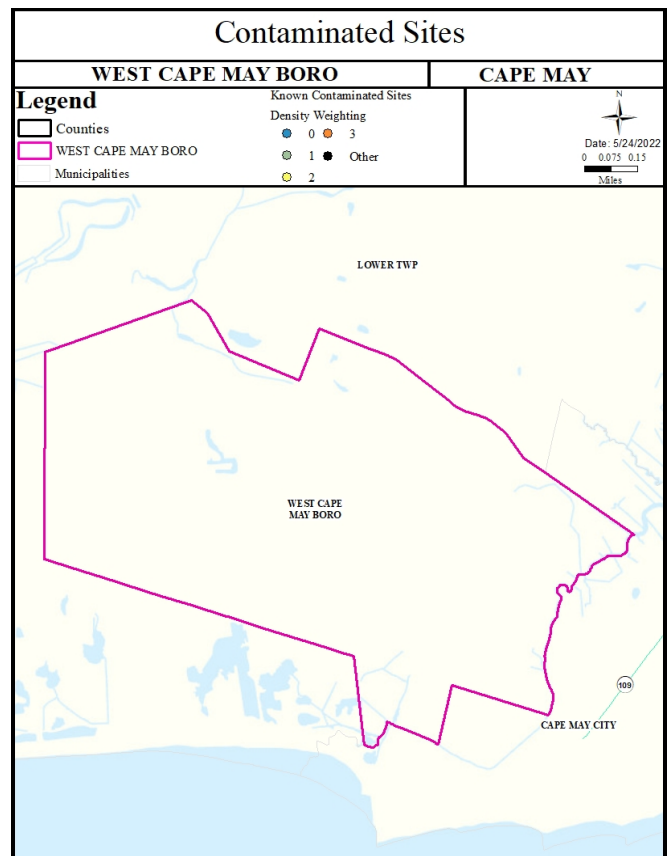 Contaminated Sites
WEST CAPE MAY BORO
CAPE MAY
Legend
Counties
WEST CAPE MAY BORO
Municipalities
Known Contaminated Sites
Density Weighting
0
3
1
Other
2
N
Date: 5/24/2022
0 0.075 0.15
Miles
LOWER TWP
WEST CAPE
MAY BORO
109
CAPE MAY CITY